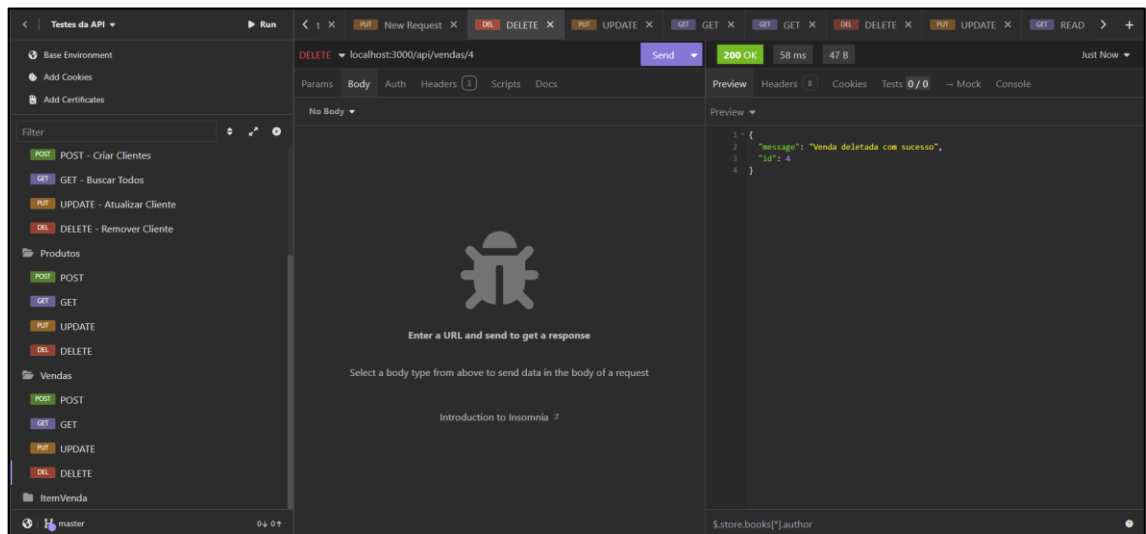 Testes da API
Run
Base Environment
Add Cookies
Add Certificates
Filter
POST POST - Criar Clientes
GET GET - Buscar Todos
PUT UPDATE - Atualizar Cliente
DEL DELETE - Remover Cliente
Produtos
POST POST
GET GET
PUT UPDATE
DEL DELETE
Vendas
POST POST
GET GET
PUT UPDATE
DEL DELETE
ItemVenda
master 0 0
t PUT New Request DEL DELETE PUT UPDATE GET GET GET GET DEL DELETE PUT UPDATE GET READ
DELETE localhost:3000/api/vendas/4 Send
Params Body Auth Headers 3 Scripts Docs
No Body
Enter a URL and send to get a response
Select a body type from above to send data in the body of a request
Introduction to Insomnia
200 OK 58 ms 47 B Just Now
Preview Headers 8 Cookies Tests 0 / 0 → Mock Console
Preview
1 {
2 "message": "Venda deletada com sucesso",
3 "id": 4
4 }
$.store.books[*].author